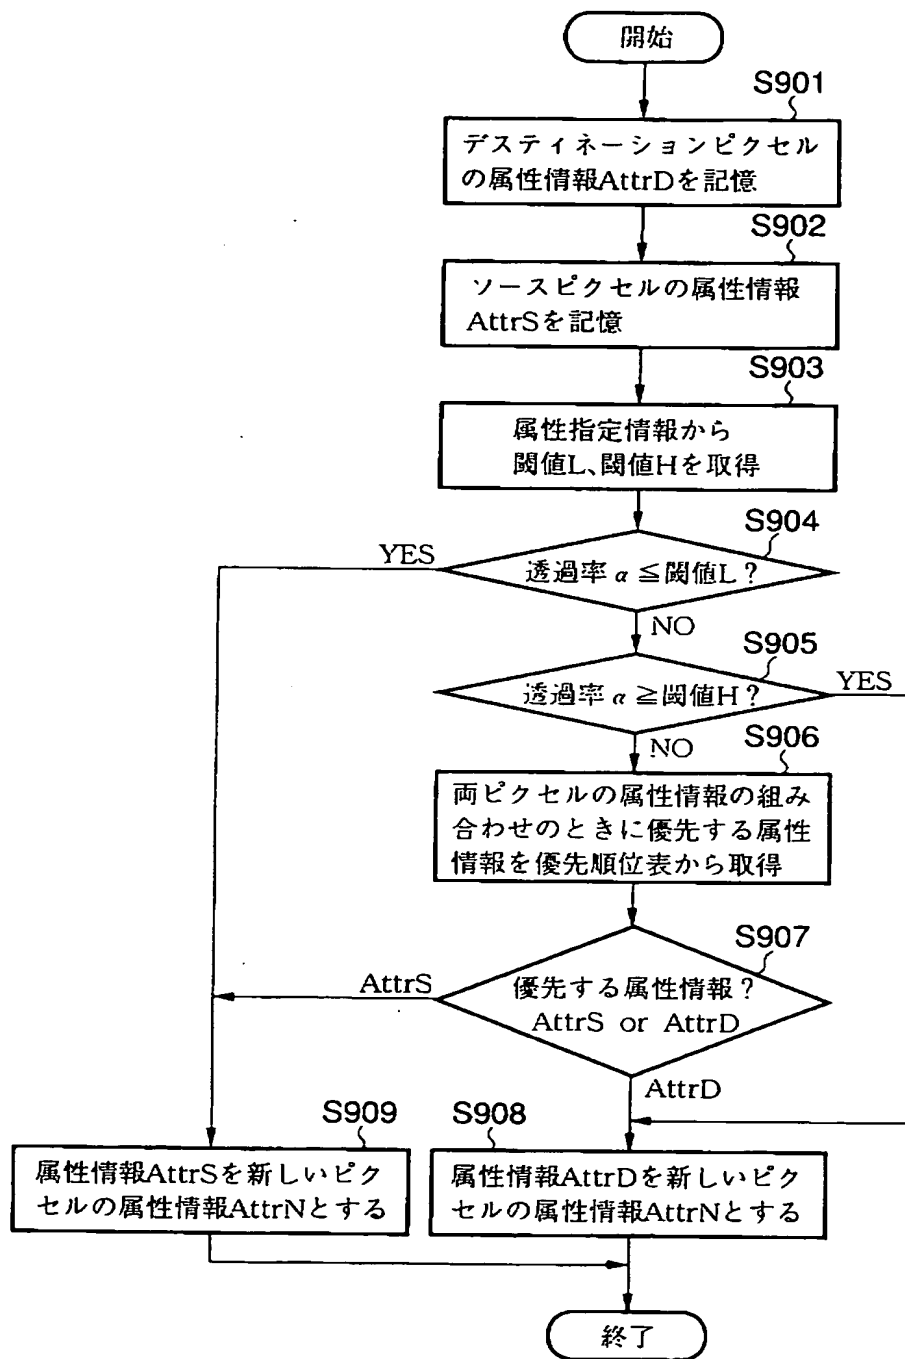 開始
S901
デスティネーションピクセル
の属性情報AttrDを記憶
S902
ソースピクセルの属性情報
AttrSを記憶
S903
属性指定情報から
閾値L、閾値Hを取得
S904
YES
透過率α≦閾値L?
NO
S905
透過率α≧閾値H?
YES
NO
S906
両ピクセルの属性情報の組み
合わせのときに優先する属性
情報を優先順位表から取得
S907
AttrS
優先する属性情報?
AttrS or AttrD
AttrD
S909
属性情報AttrSを新しいピク
セルの属性情報AttrNとする
S908
属性情報AttrDを新しいピク
セルの属性情報AttrNとする
終了